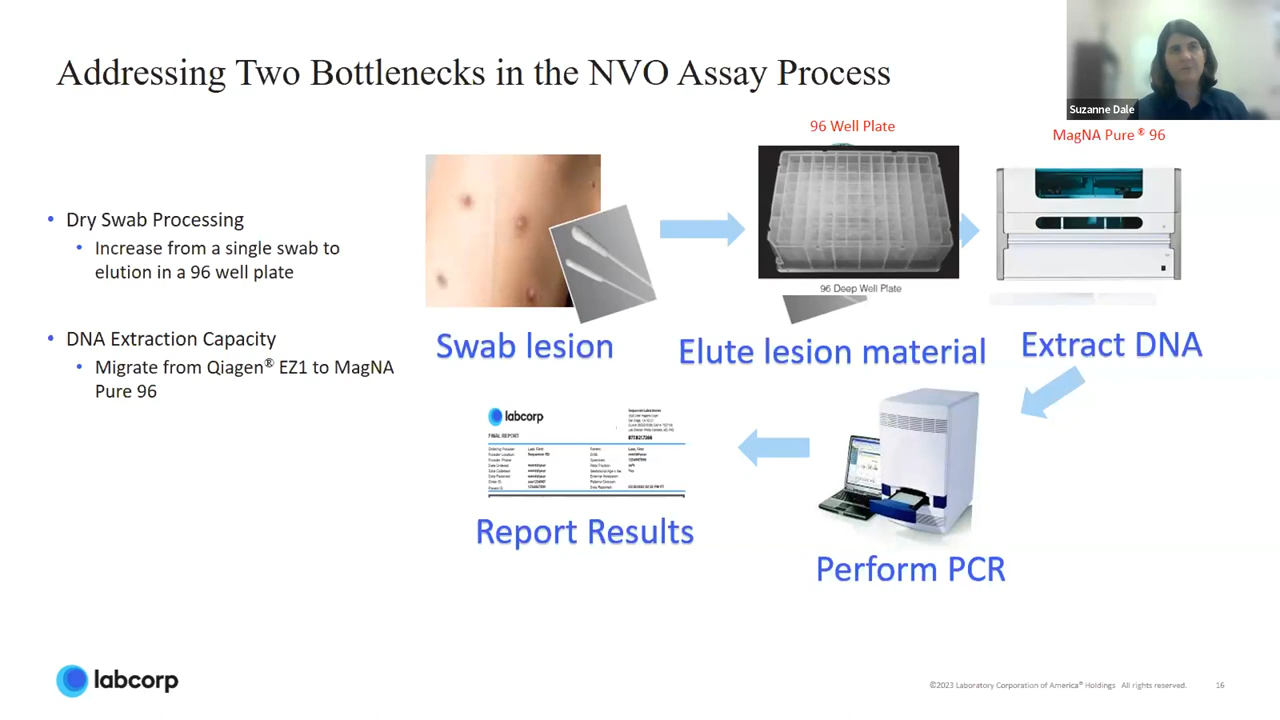 Addressing Two Bottlenecks in the NVO Assay Process
Suzanne Dale
• Dry Swab Processing
• Increase from a single swab to
elution in a 96 well plate
• DNA Extraction Capacity
• Migrate from Qiagen® EZ1 to MagNA
Pure 96
96 Well Plate
MagNA Pure ® 96
96 Deep Well Plate
Swab lesion
Elute lesion material
Extract DNA
labcorp
FINAL REPORT
Report Results
Perform PCR
labcorp
©2023 Laboratory Corporation of America® Holdings All rights reserved.
16